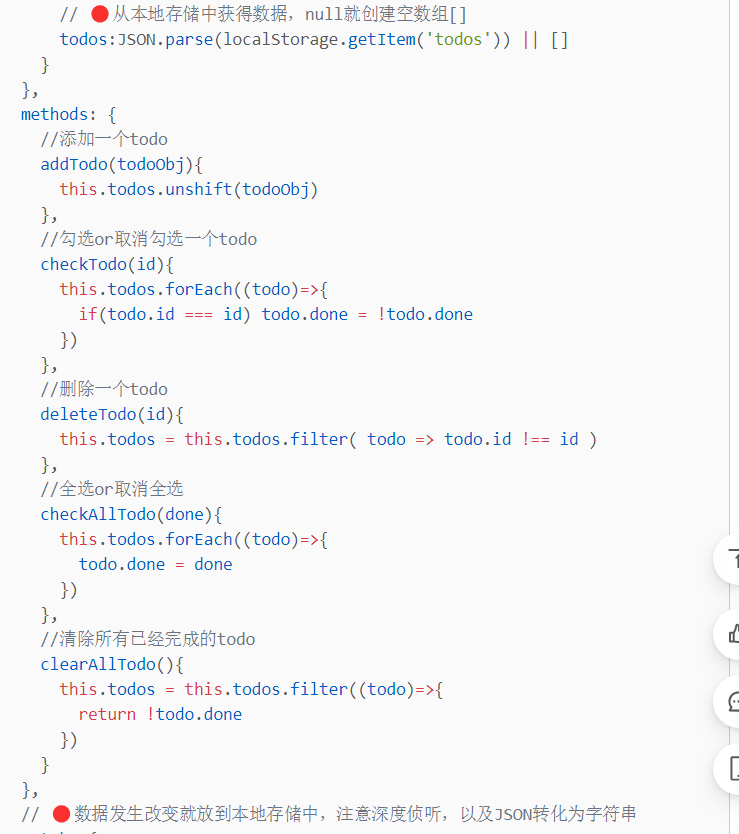 // 🔴从本地存储中获得数据，null就创建空数组[]
todos:JSON.parse(localStorage.getItem('todos')) || []
}
},
methods: {
//添加一个todo
addTodo(todoObj){
this.todos.unshift(todoObj)
},
//勾选or取消勾选一个todo
checkTodo(id){
this.todos.forEach((todo)=>{
if(todo.id === id) todo.done = !todo.done
})
},
//删除一个todo
deleteTodo(id){
this.todos = this.todos.filter( todo => todo.id !== id )
},
//全选or取消全选
checkAllTodo(done){
this.todos.forEach((todo)=>{
todo.done = done
})
},
//清除所有已经完成的todo
clearAllTodo(){
this.todos = this.todos.filter((todo)=>{
return !todo.done
})
}
},
// 🔴数据发生改变就放到本地存储中，注意深度侦听，以及JSON转化为字符串